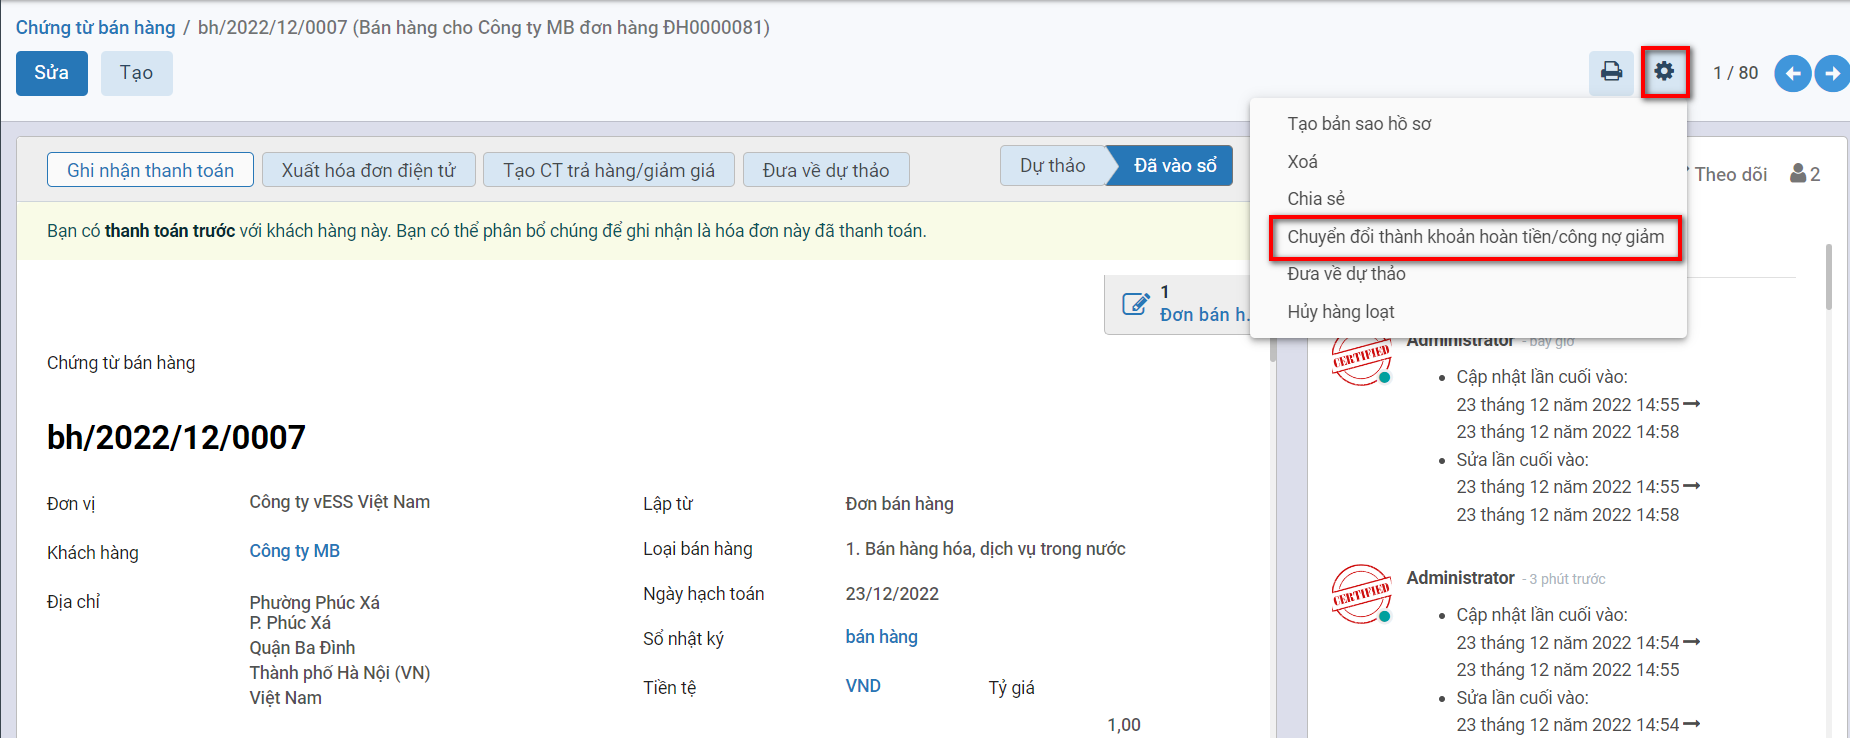 Chứng từ bán hàng / bh/2022/12/0007 (Bán hàng cho Công ty MB đơn hàng ĐH0000081)
Sửa Tạo
1 / 80
Tạo bản sao hồ sơ
Xoá
Chia sẻ
Chuyển đổi thành khoản hoàn tiền/công nợ giảm
Đưa về dự thảo
Hủy hàng loạt
Ghi nhận thanh toán Xuất hóa đơn điện tử Tạo CT trả hàng/giảm giá Đưa về dự thảo
Dự thảo Đã vào sổ
Theo dõi 2
Bạn có thanh toán trước với khách hàng này. Bạn có thể phân bổ chúng để ghi nhận là hóa đơn này đã thanh toán.
1
Đơn bán h.
Chứng từ bán hàng
bh/2022/12/0007
Đơn vị Công ty vESS Việt Nam
Khách hàng Công ty MB
Địa chỉ Phường Phúc Xá
P. Phúc Xá
Quận Ba Đình
Thành phố Hà Nội (VN)
Việt Nam
Lập từ Đơn bán hàng
Loại bán hàng 1. Bán hàng hóa, dịch vụ trong nước
Ngày hạch toán 23/12/2022
Sổ nhật ký bán hàng
Tiền tệ VND Tỷ giá
1,00
Administrator - bây giờ
CERTIFIED
Cập nhật lần cuối vào:
23 tháng 12 năm 2022 14:55
23 tháng 12 năm 2022 14:58
Sửa lần cuối vào:
23 tháng 12 năm 2022 14:55
23 tháng 12 năm 2022 14:58
Administrator - 3 phút trước
CERTIFIED
Cập nhật lần cuối vào:
23 tháng 12 năm 2022 14:54
23 tháng 12 năm 2022 14:55
Sửa lần cuối vào:
23 tháng 12 năm 2022 14:54